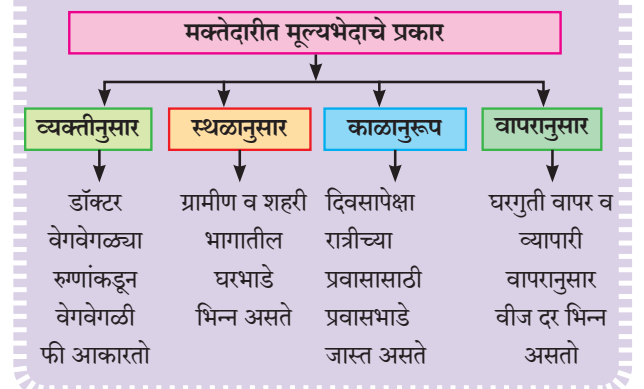 मक्तेदारीत मूल्यभेदाचे प्रकार
व्यक्तीनुसार
डॉक्टर
वेगवेगळ्या
रुग्णांकडून
वेगवेगळी
फी आकारतो
स्थळानुसार
ग्रामीण व शहरी
भागातील
घरभाडे
भिन्न असते
काळानुरूप
दिवसापेक्षा
रात्रीच्या
प्रवासासाठी
प्रवासभाडे
जास्त असते
वापरानुसार
घरगुती वापर व
व्यापारी
वापरानुसार
वीज दर भिन्न
असतो